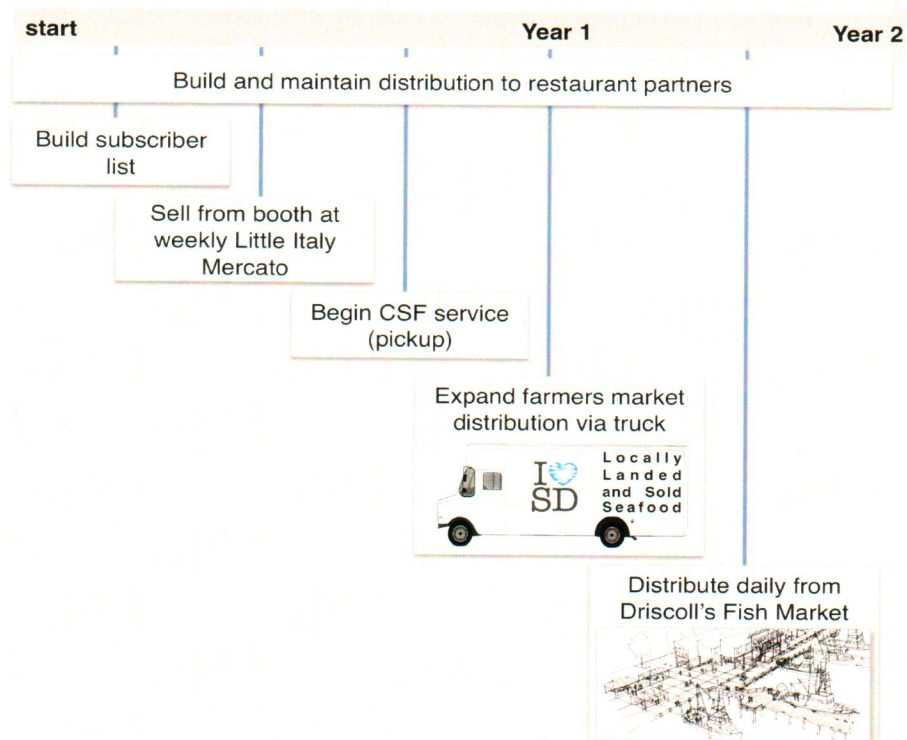 start Year 1 Year 2
Build and maintain distribution to restaurant partners
Build subscriber
list
Sell from booth at
weekly Little Italy
Mercato
Begin CSF service
(pickup)
Expand farmers market
distribution via truck
I
SD
Locally
Landed
and Sold
Seafood
Distribute daily from
Driscoll's Fish Market